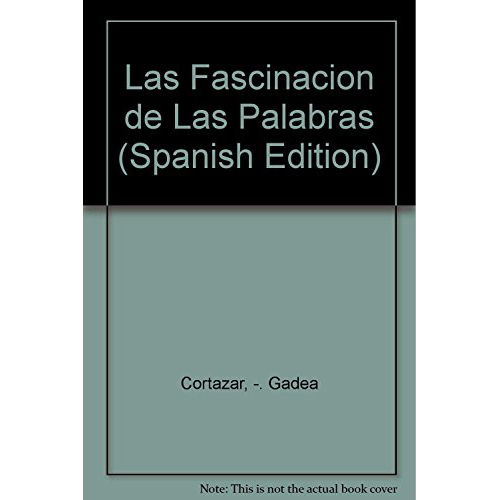 Las Fascinacion
de Las Palabras
(Spanish Edition)
Cortazar, -. Gadea
Note: This is not the actual book cover